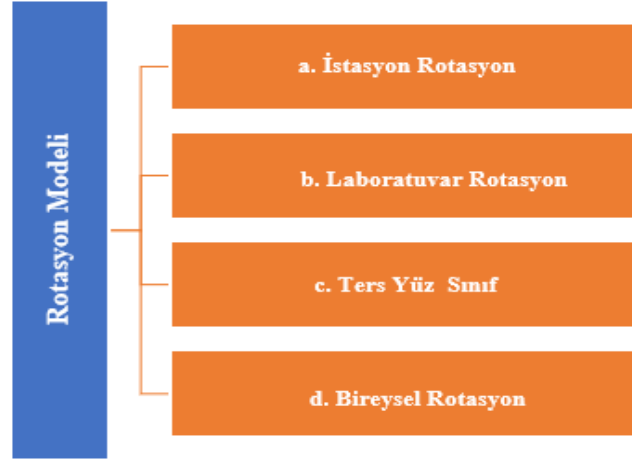 Rotasyon Modeli
a. İstasyon Rotasyon
b. Laboratuvar Rotasyon
c. Ters Yüz Sınıf
d. Bireysel Rotasyon